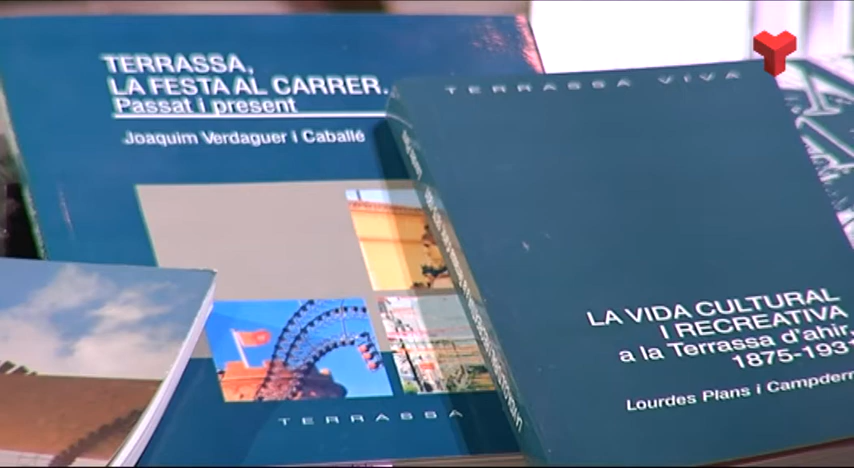 TERRASSA,
LA FESTA AL CARRER.
Passat i present
Joaquim Verdaguer i Caballé
TERRASSA
TERRASSA VIVA
LA VIDA CULTURAL
I RECREATIVA
a la Terrassa d'ahir,
1875-1931
Lourdes Plans i Campderr